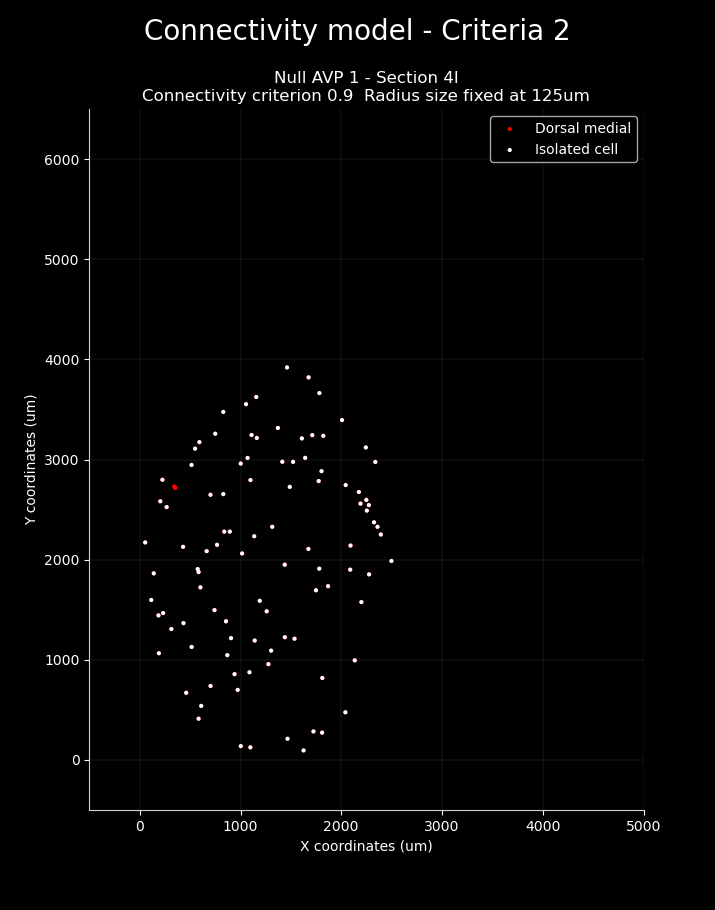 Connectivity model - Criteria 2
Null AVP 1 - Section 4I
Connectivity criterion 0.9  Radius size fixed at 125um
Dorsal medial
Isolated cell
6000
5000
4000
3000
2000
1000
0
Y coordinates (um)
0 1000 2000 3000 4000 5000
X coordinates (um)